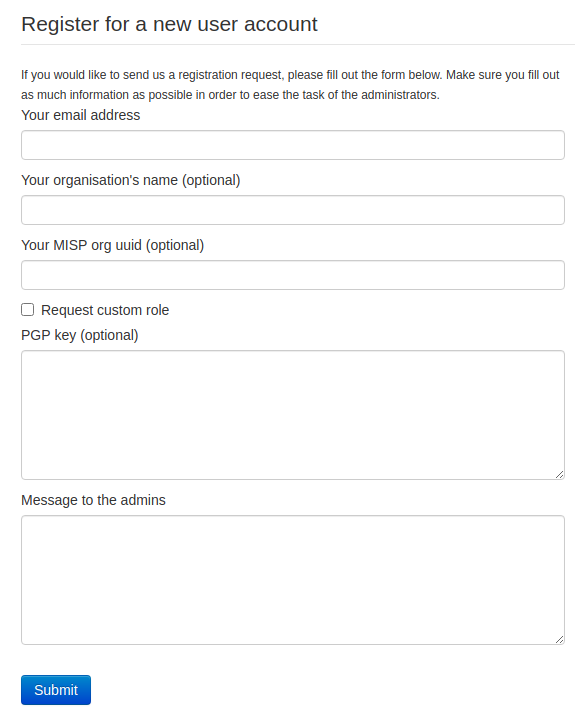 Register for a new user account
If you would like to send us a registration request, please fill out the form below. Make sure you fill out
as much information as possible in order to ease the task of the administrators.
Your email address
Your organisation's name (optional)
Your MISP org uuid (optional)
Request custom role
PGP key (optional)
Message to the admins
Submit